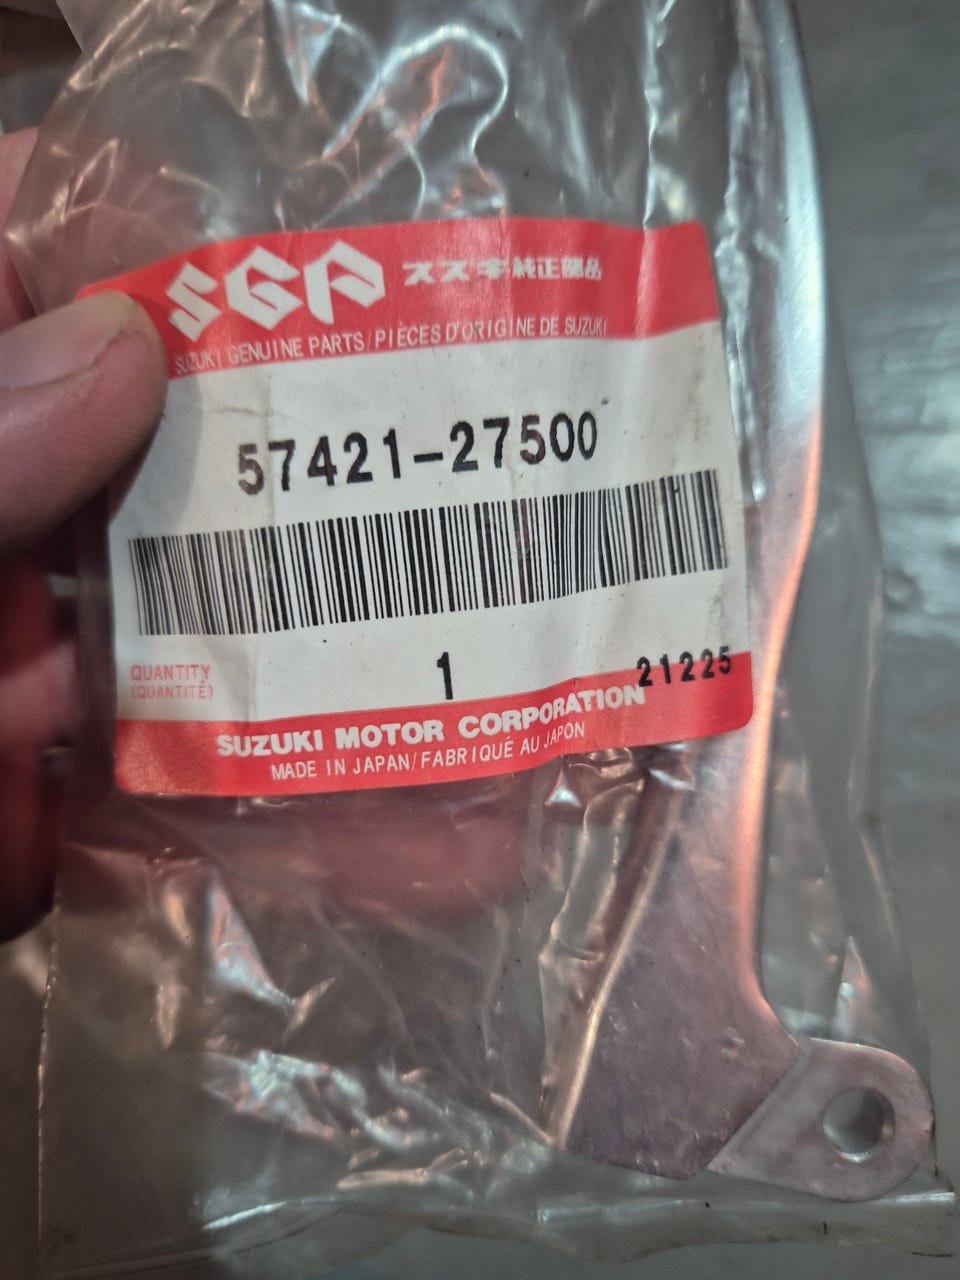 SGP スズキ純正部品
SUZUKI GENUINE PARTS/PIÈCES D'ORIGINE DE SUZUKI
57421-27500
QUANTITY
(QUANTITÉ)
1
21225
SUZUKI MOTOR CORPORATION
MADE IN JAPAN/FABRIQUÉ AU JAPON